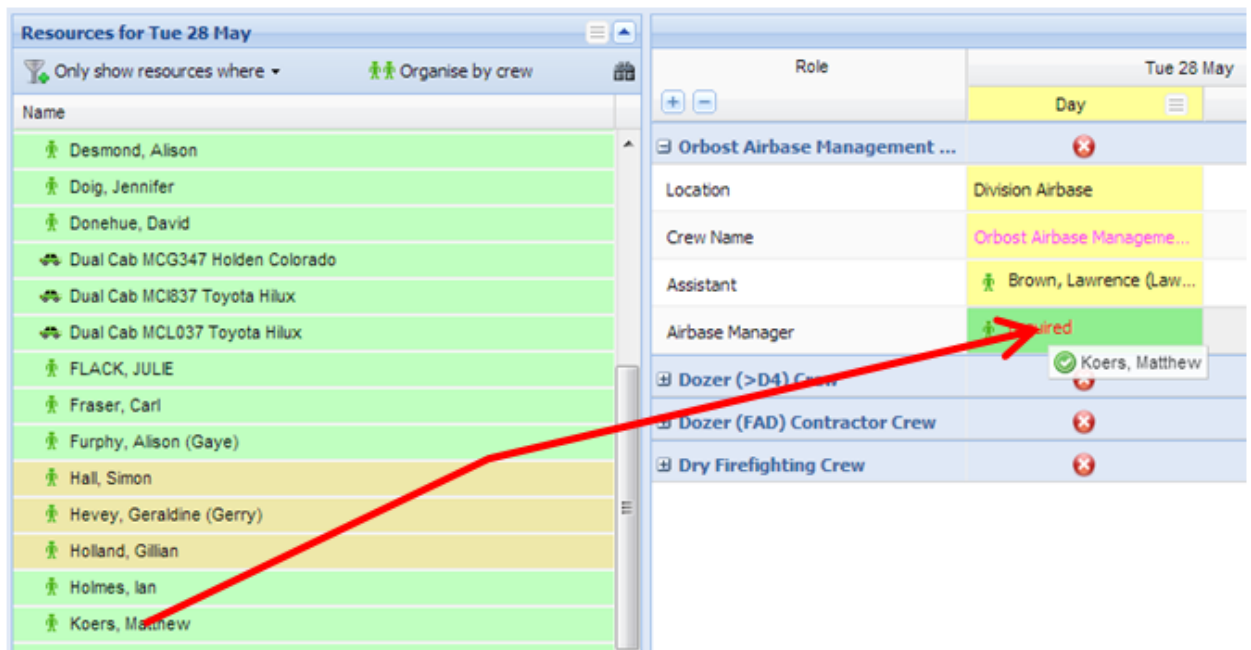 Resources for Tue 28 May
Only show resources where
Organise by crew
Name
Desmond, Alison
Doig, Jennifer
Donehue, David
Dual Cab MCG347 Holden Colorado
Dual Cab MCI837 Toyota Hilux
Dual Cab MCL037 Toyota Hilux
FLACK, JULIE
Fraser, Carl
Furphy, Alison (Gaye)
Hall, Simon
Hevey, Geraldine (Gerry)
Holland, Gillian
Holmes, Ian
Koers, Matthew
Role
Tue 28 May
Day
Orbost Airbase Management ...
Location
Division Airbase
Crew Name
Orbost Airbase Manageme...
Assistant
Brown, Lawrence (Law...
Airbase Manager
Required
Koers, Matthew
Dozer (>D4) Crew
Dozer (FAD) Contractor Crew
Dry Firefighting Crew